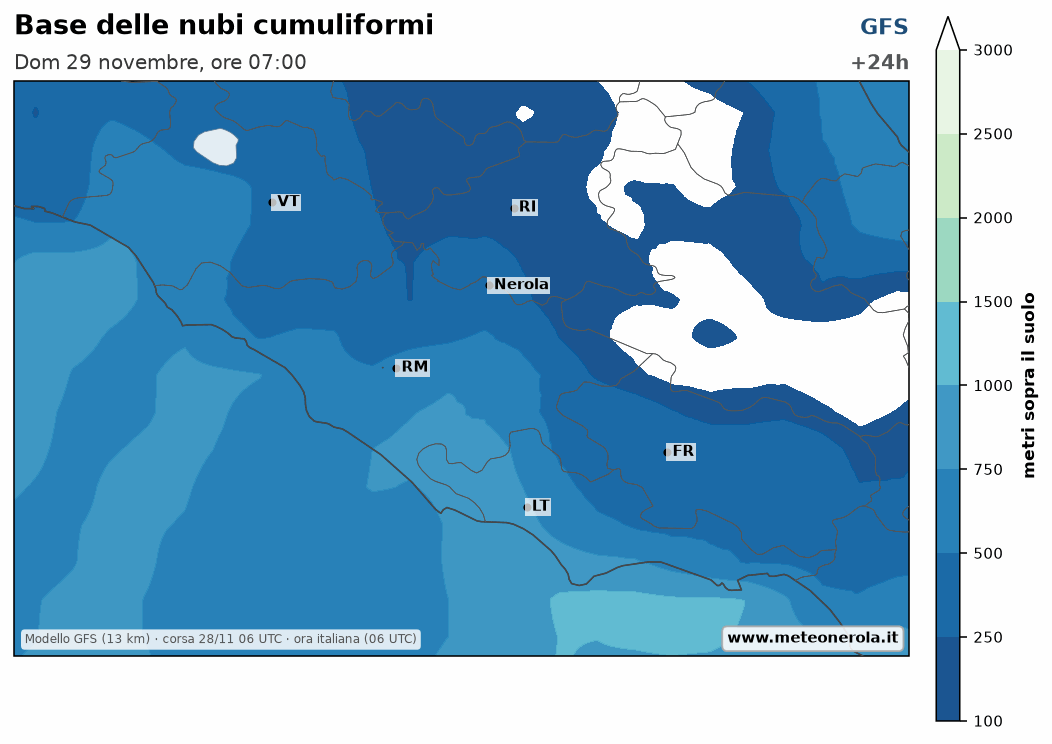 Base delle nubi cumuliformi
GFS
Dom 29 novembre, ore 07:00
+24h
3000
2500
2000
1500
1000
750
500
250
100
metri sopra il suolo
VT
RI
Nerola
RM
FR
LT
Modello GFS (13 km) · corsa 28/11 06 UTC · ora italiana (06 UTC)
www.meteonerola.it